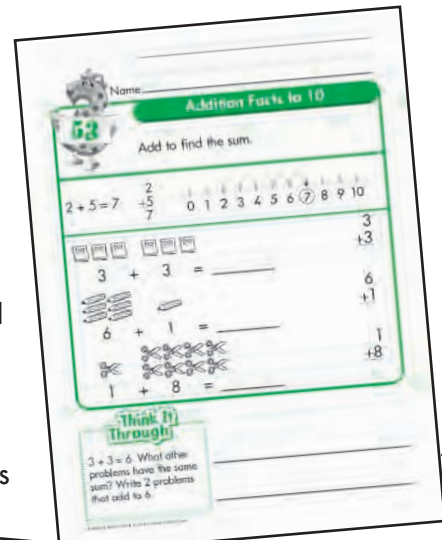 Name
Addition Facts to 10
53
Add to find the sum.
2 + 5 = 7
2
+5
7
0 1 2 3 4 5 6 7 8 9 10
3 + 3 =
3
+3
6 + 1 =
6
+1
1 + 8 =
1
+8
Think It
Through
3 + 3 = 6. What other
problems have the same
sum? Write 2 problems
that add to 6.
s